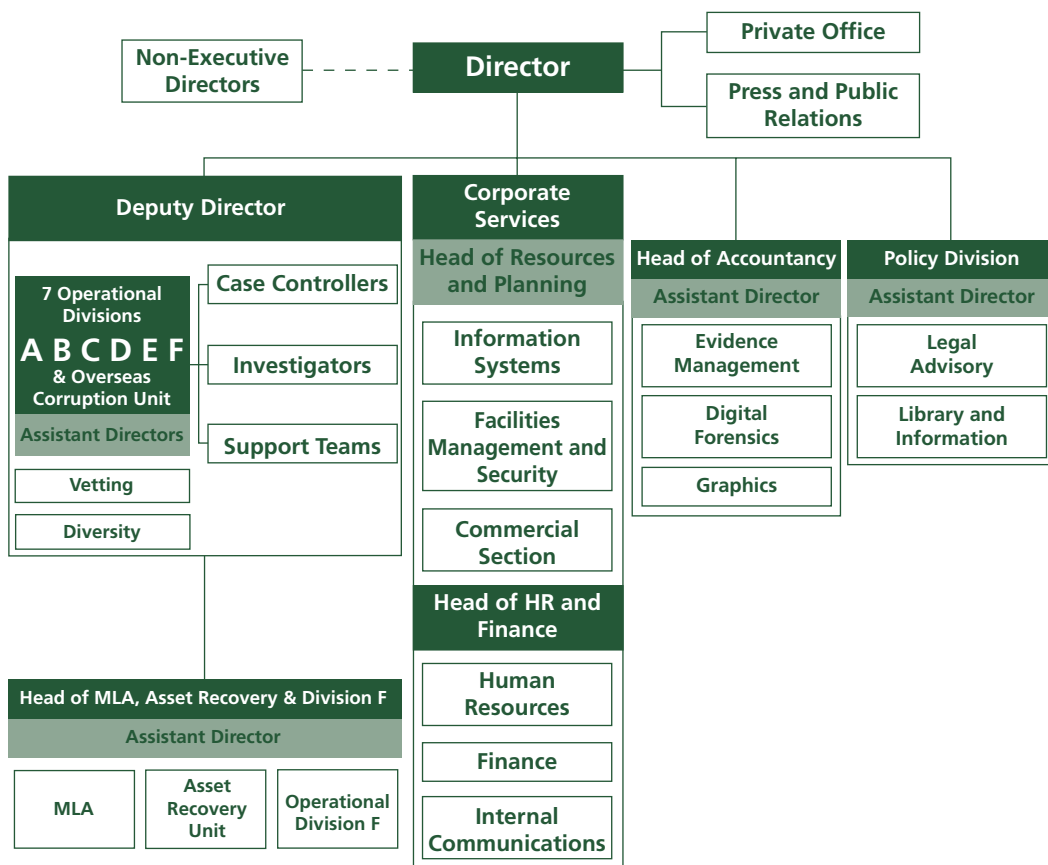 Non-Executive
Directors
Director
Private Office
Press and Public
Relations
Deputy Director
7 Operational
Divisions
A B C D E F
& Overseas
Corruption Unit
Assistant Directors
Case Controllers
Investigators
Support Teams
Vetting
Diversity
Head of MLA, Asset Recovery & Division F
Assistant Director
MLA
Asset
Recovery
Unit
Operational
Division F
Corporate
Services
Head of Resources
and Planning
Information
Systems
Facilities
Management and
Security
Commercial
Section
Head of HR and
Finance
Human
Resources
Finance
Internal
Communications
Head of Accountancy
Assistant Director
Evidence
Management
Digital
Forensics
Graphics
Policy Division
Assistant Director
Legal
Advisory
Library and
Information